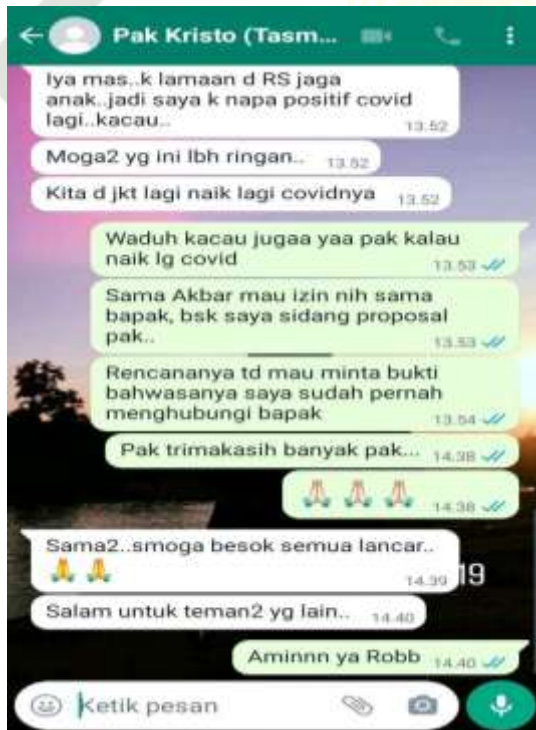 Pak Kristo (Tasm...
Iya mas..k lamaan d RS jaga
anak..jadi saya k napa positif covid
lagi..kacau..
13.52
Moga2 yg ini lbh ringan.. 13.52
Kita d jkt lagi naik lagi covidnya 13.52
Waduh kacau jugaa yaa pak kalau
naik lg covid
13.53
Sama Akbar mau izin nih sama
bapak, bsk saya sidang proposal
pak..
13.53
Rencananya td mau minta bukti
bahwasanya saya sudah pernah
menghubungi bapak
13.54
Pak trimakasih banyak pak... 14.38
🙏 🙏 🙏 14.38
Sama2..smoga besok semua lancar..
🙏 🙏
14.39
19
Salam untuk teman2 yg lain.. 14.40
Aminnn ya Robb 14.40
Ketik pesan